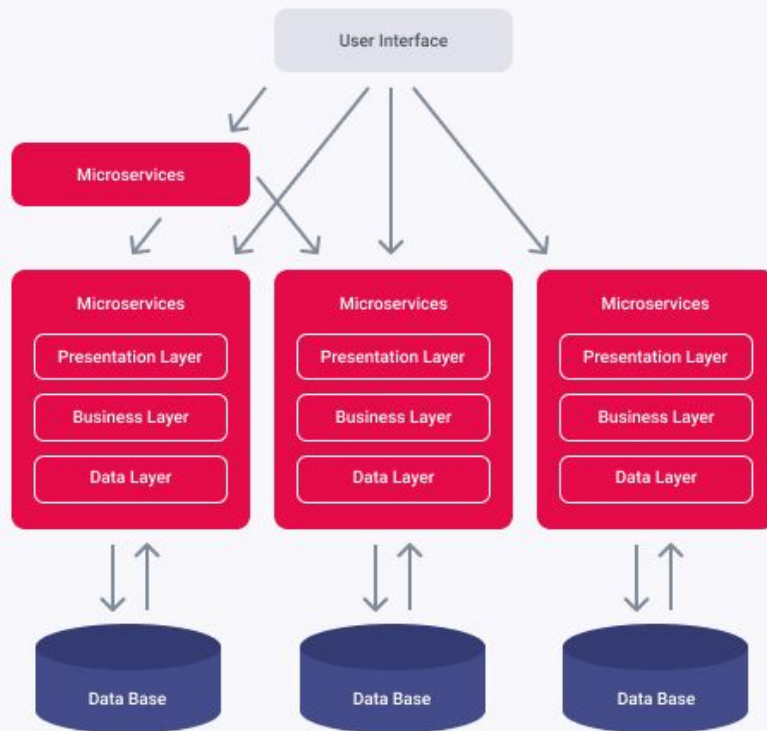 User Interface
Microservices
Microservices
Presentation Layer
Business Layer
Data Layer
Microservices
Presentation Layer
Business Layer
Data Layer
Microservices
Presentation Layer
Business Layer
Data Layer
Data Base
Data Base
Data Base